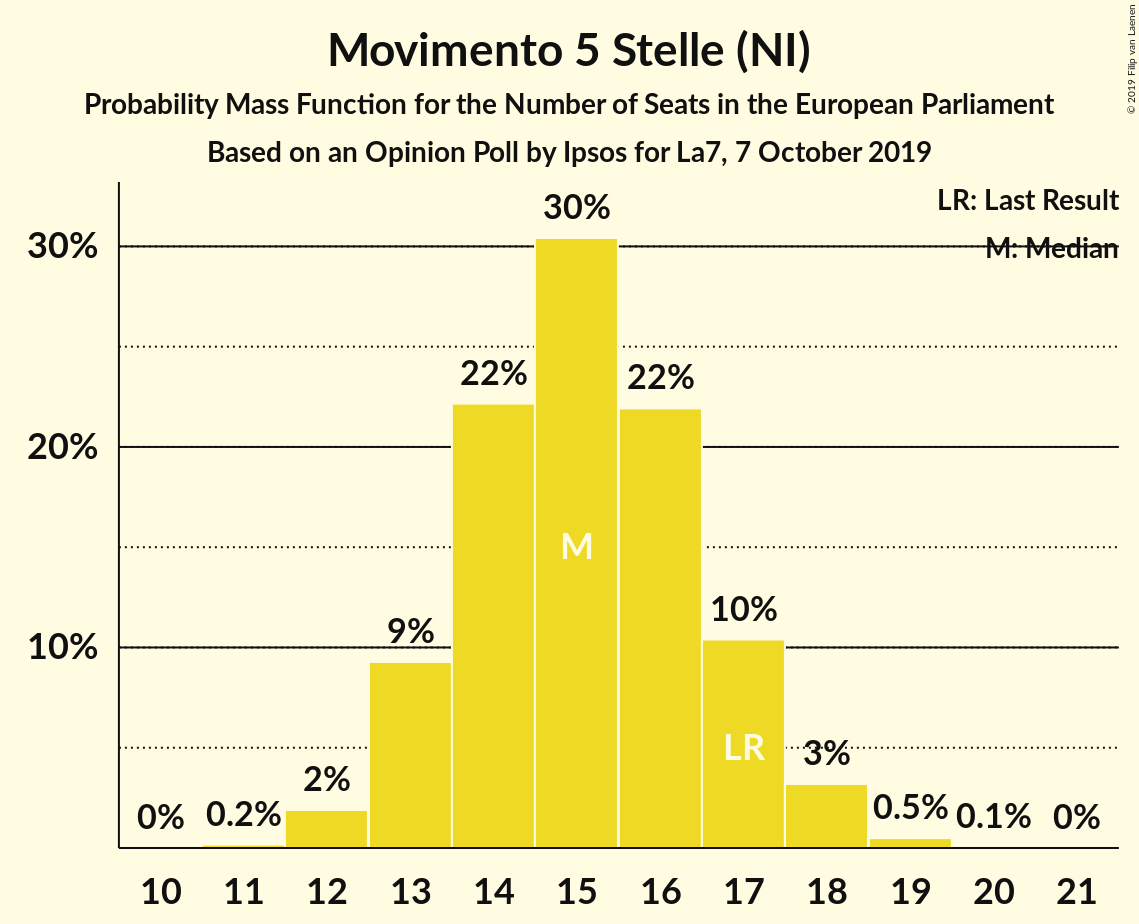 Movimento 5 Stelle (NI)
Probability Mass Function for the Number of Seats in the European Parliament
Based on an Opinion Poll by Ipsos for La7, 7 October 2019
© 2019 Filip van Laenen
LR: Last Result
M: Median
30%
20%
10%
0%
0.2%
2%
9%
22%
30%
22%
10%
3%
0.5%
0.1%
0%
M
LR
10 11 12 13 14 15 16 17 18 19 20 21